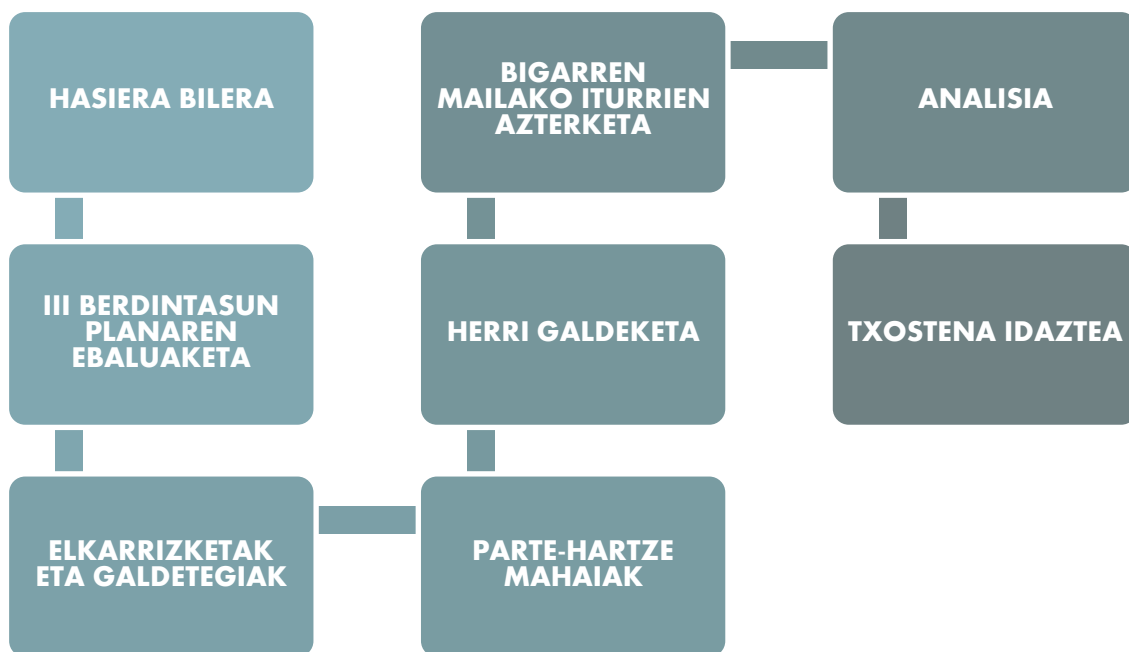 HASIERA BILERA
III BERDINTASUN
PLANAREN
EBALUAKETA
ELKARRIZKETAK
ETA GALDETEGIAK
PARTE-HARTZE
MAHAIAK
HERRI GALDEKETA
BIGARREN
MAILAKO ITURRIEN
AZTERKETA
ANALISIA
TXOSTENA IDAZTEA